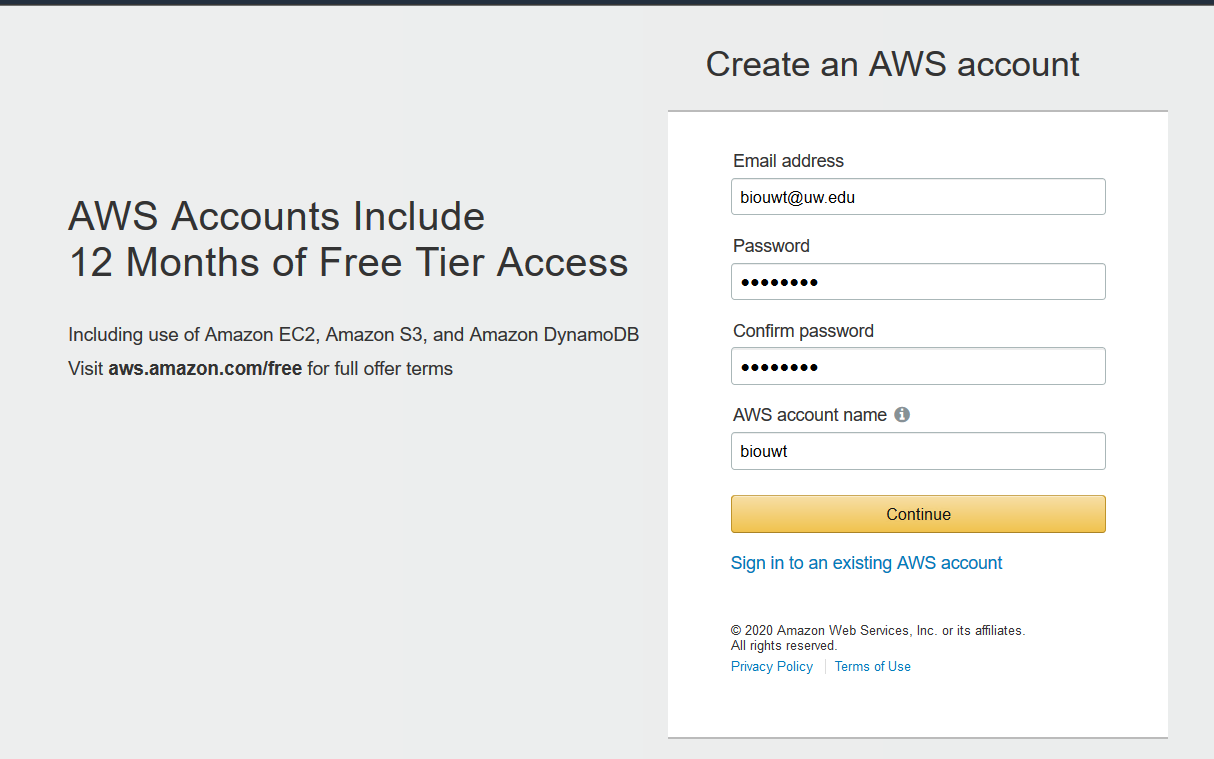 Create an AWS account
AWS Accounts Include
12 Months of Free Tier Access
Including use of Amazon EC2, Amazon S3, and Amazon DynamoDB
Visit aws.amazon.com/free for full offer terms
Email address
biouwt@uw.edu
Password
••••••••
Confirm password
••••••••
AWS account name
biouwt
Continue
Sign in to an existing AWS account
© 2020 Amazon Web Services, Inc. or its affiliates.
All rights reserved.
Privacy Policy | Terms of Use